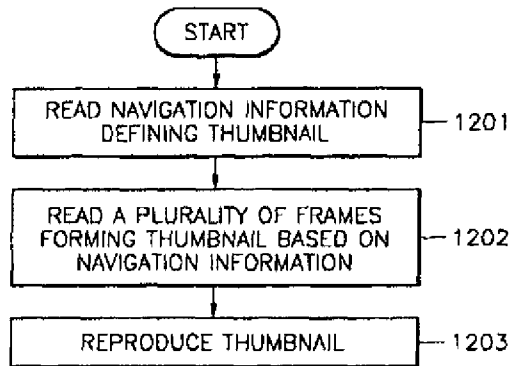 START
READ NAVIGATION INFORMATION
DEFINING THUMBNAIL
1201
READ A PLURALITY OF FRAMES
FORMING THUMBNAIL BASED ON
NAVIGATION INFORMATION
1202
REPRODUCE THUMBNAIL
1203